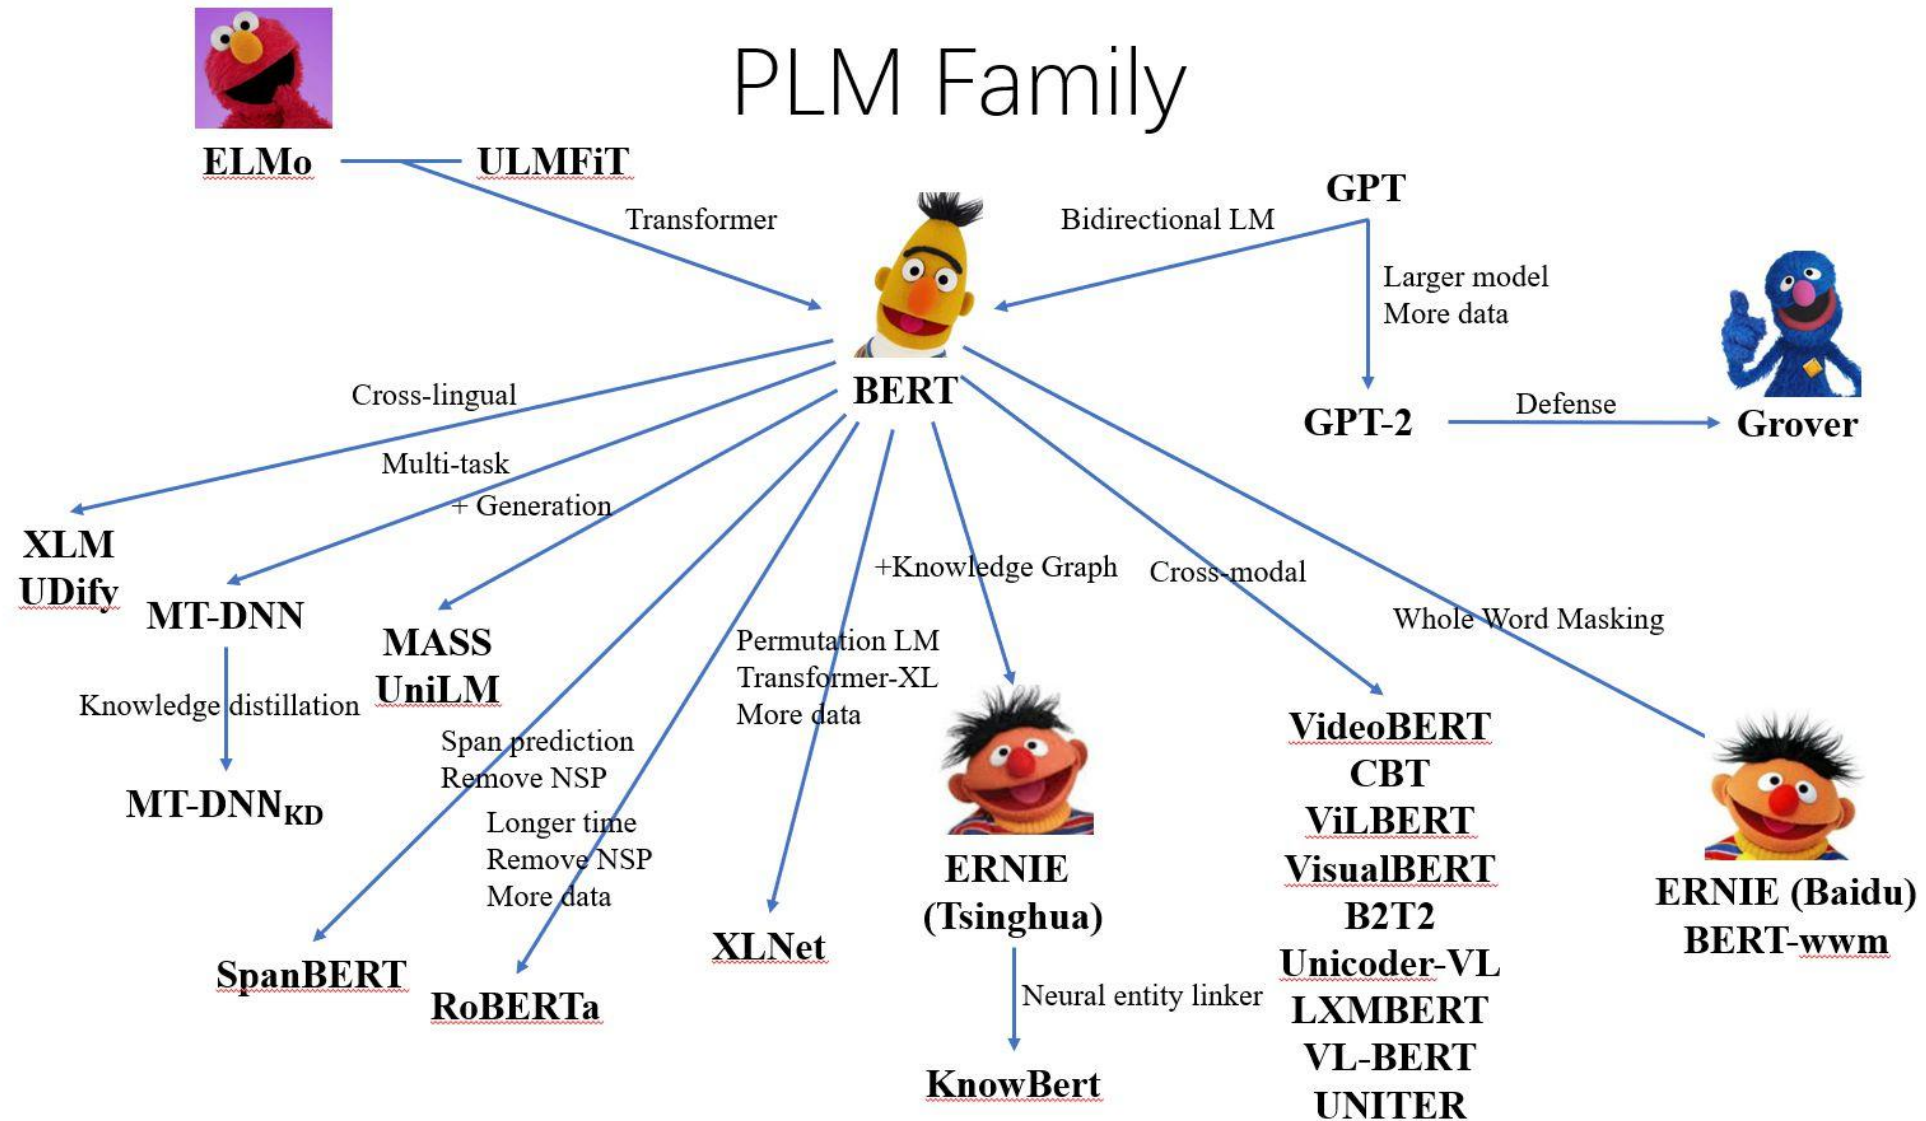 PLM Family
ELMo
ULMFiT
GPT
Transformer
Bidirectional LM
Larger model
More data
BERT
GPT-2
Defense
Grover
Cross-lingual
Multi-task
+ Generation
XLM
UDify
MT-DNN
MASS
UniLM
+Knowledge Graph
Cross-modal
Whole Word Masking
Permutation LM
Transformer-XL
More data
Knowledge distillation
MT-DNNKD
Span prediction
Remove NSP
Longer time
Remove NSP
More data
SpanBERT
RoBERTa
XLNet
ERNIE
(Tsinghua)
Neural entity linker
KnowBert
VideoBERT
CBT
ViLBERT
VisualBERT
B2T2
Unicoder-VL
LXMBERT
VL-BERT
UNITER
ERNIE (Baidu)
BERT-wwm